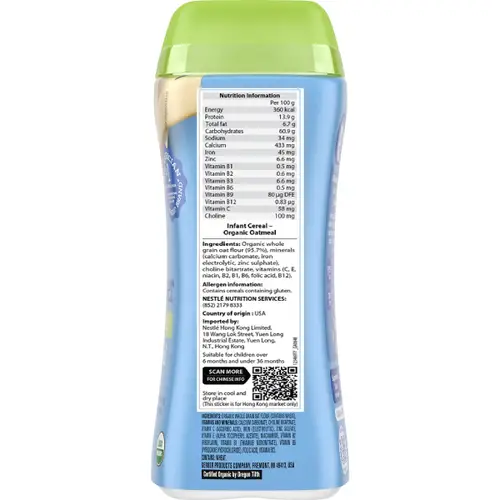 Nutrition Information
Per 100 g
Energy 360 kcal
Protein 13.9 g
Total fat 6.7 g
Carbohydrates 60.9 g
Sodium 34 mg
Calcium 433 mg
Iron 45 mg
Zinc 6.6 mg
Vitamin B1 0.5 mg
Vitamin B2 0.6 mg
Vitamin B3 6.6 mg
Vitamin B6 0.5 mg
Vitamin B9 80 μg DFE
Vitamin B12 0.83 μg
Vitamin C 58 mg
Choline 100 mg
Infant Cereal –
Organic Oatmeal
Ingredients: Organic whole
grain oat flour (95.7%), minerals
(calcium carbonate, iron
electrolytic, zinc sulphate),
choline bitartrate, vitamins (C, E,
niacin, B2, B1, B6, folic acid, B12).
Allergen information:
Contains cereals containing gluten.
NESTLÉ NUTRITION SERVICES:
(852) 2179 8333
Country of origin : USA
Imported by:
Nestlé Hong Kong Limited.
18 Wang Lok Street, Yuen Long
Industrial Estate, Yuen Long,
N.T., Hong Kong
Suitable for children over
6 months and under 36 months
SCAN MORE
FOR CHINESE INFO
Store in cool and
dry place
(This sticker is for Hong Kong market only)
CONTAINS: WHEAT.
GERBER PRODUCTS COMPANY, FREMONT, MI, USA
Certified Organic by Oregon Tilth